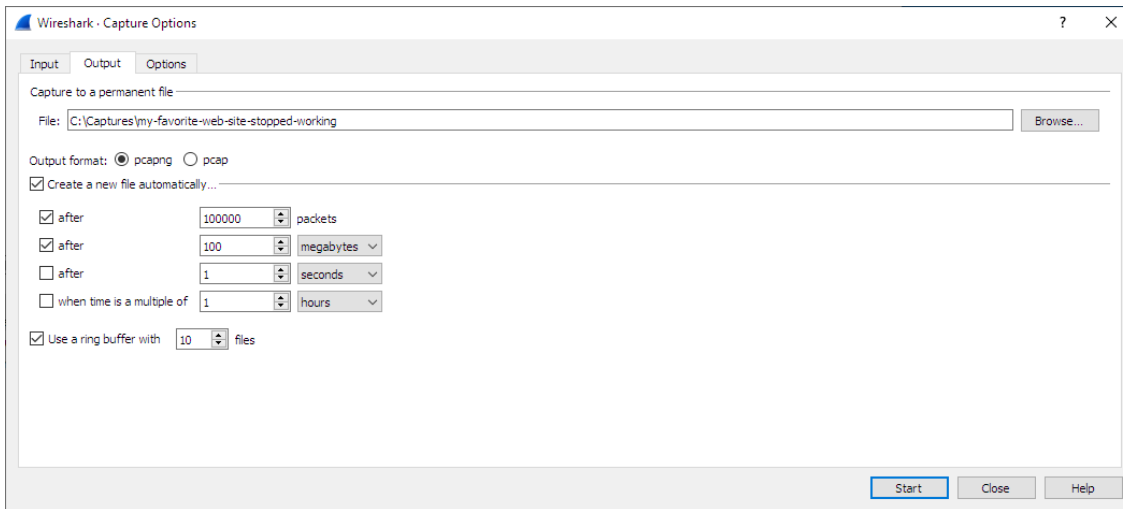 Wireshark · Capture Options ?
Input Output Options
Capture to a permanent file
File: C:\Captures\my-favorite-web-site-stopped-working Browse...
Output format: pcapng pcap
Create a new file automatically...
after 100000 packets
after 100 megabytes
after 1 seconds
when time is a multiple of 1 hours
Use a ring buffer with 10 files
Start Close Help